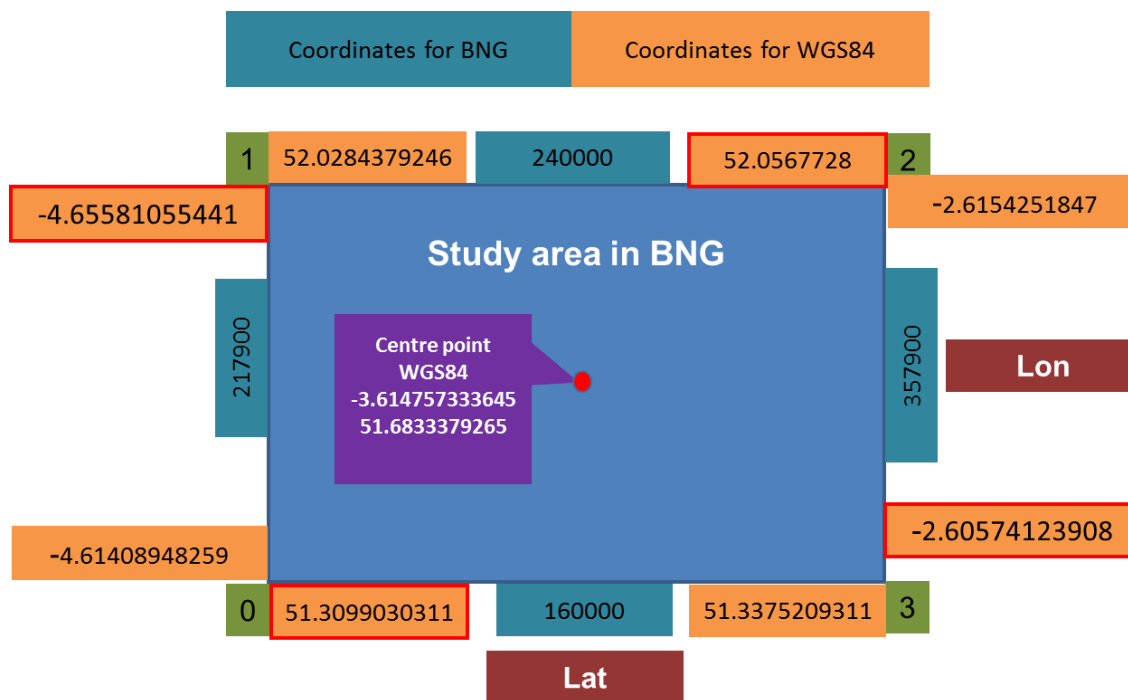 Coordinates for BNG
Coordinates for WGS84
1
52.0284379246
240000
52.0567728
2
-4.65581055441
-2.6154251847
Study area in BNG
217900
Centre point
WGS84
-3.614757333645
51.6833379265
357900
Lon
-4.61408948259
-2.60574123908
0
51.3099030311
160000
51.3375209311
3
Lat